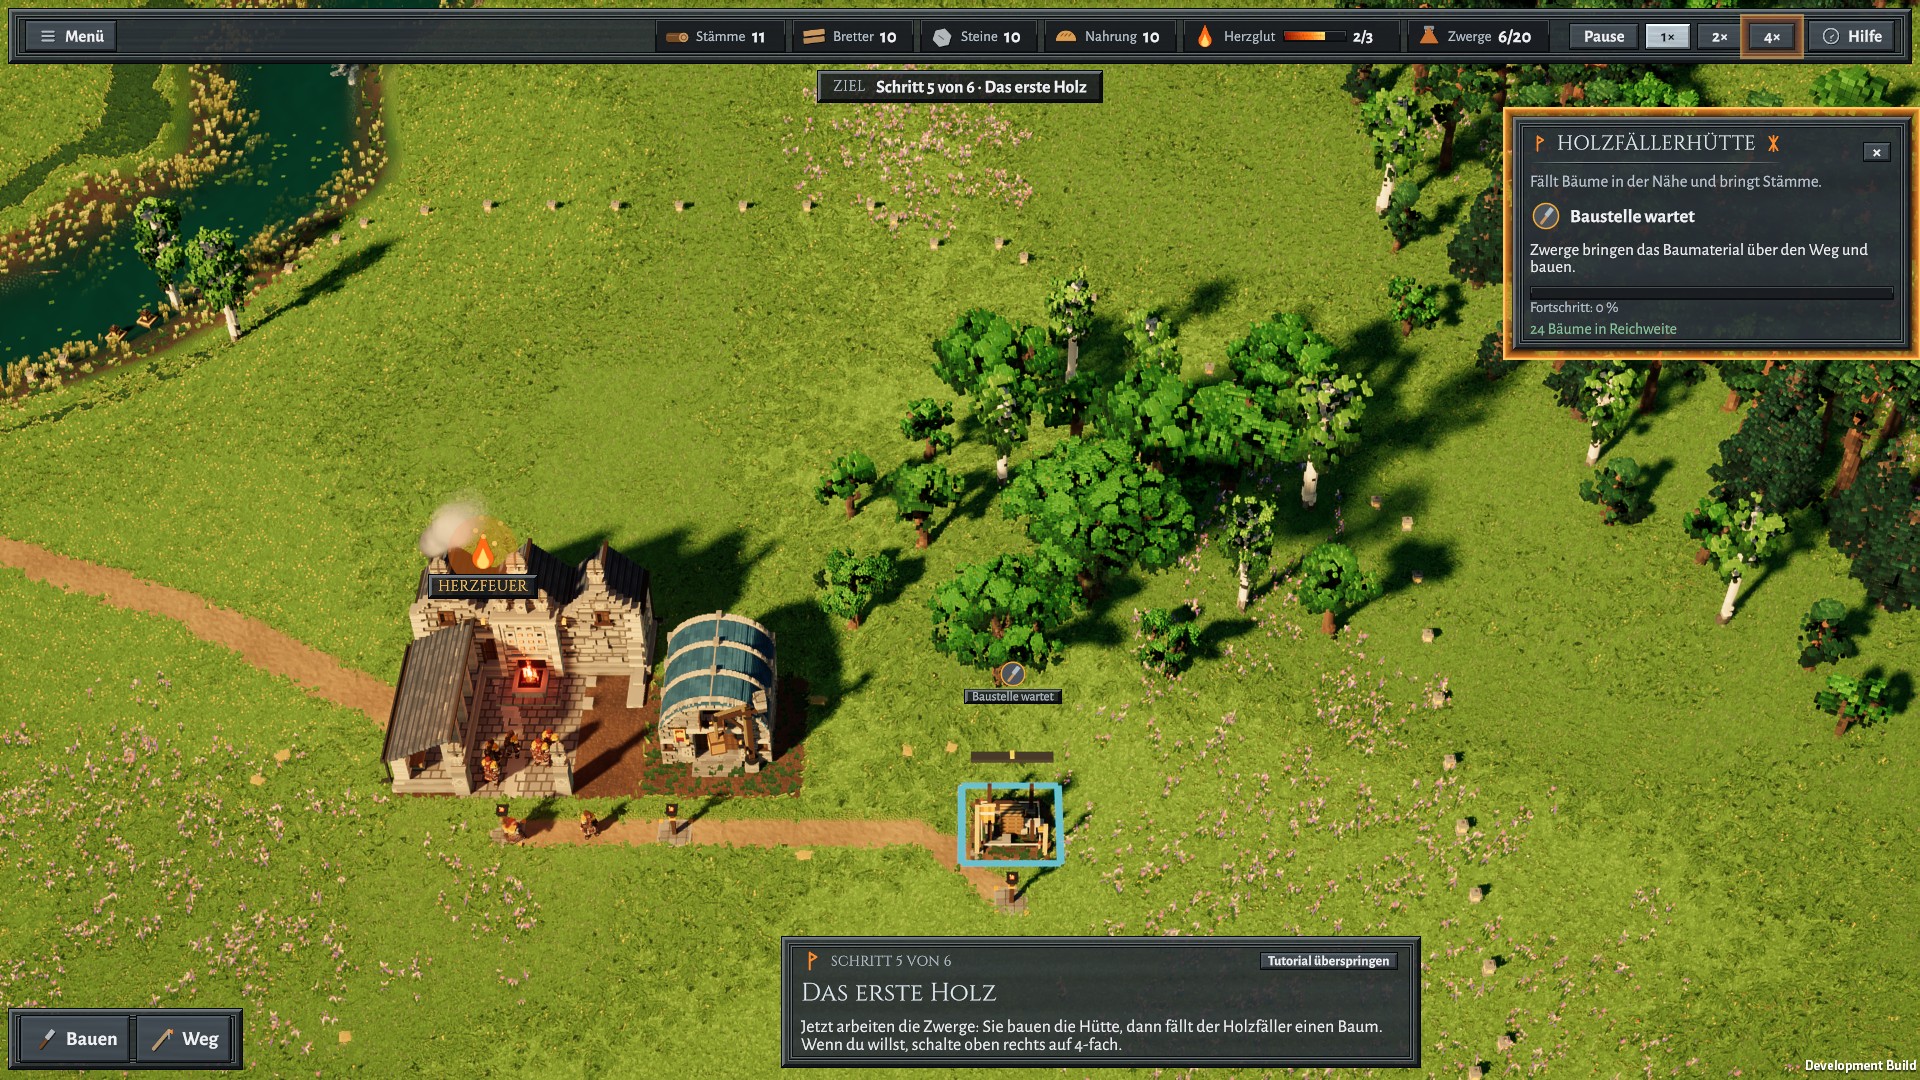 Menü
Stämme 11
Bretter 10
Steine 10
Nahrung 10
Herzglut 2/3
Zwerge 6/20
Pause
1×
2×
4×
Hilfe
ZIEL Schritt 5 von 6 · Das erste Holz
HOLZFÄLLERHÜTTE
×
Fällt Bäume in der Nähe und bringt Stämme.
Baustelle wartet
Zwerge bringen das Baumaterial über den Weg und
bauen.
Fortschritt: 0 %
24 Bäume in Reichweite
HERZFEUER
Baustelle wartet
SCHRITT 5 VON 6
Tutorial überspringen
DAS ERSTE HOLZ
Jetzt arbeiten die Zwerge: Sie bauen die Hütte, dann fällt der Holzfäller einen Baum.
Wenn du willst, schalte oben rechts auf 4-fach.
Bauen
Weg
Development Build